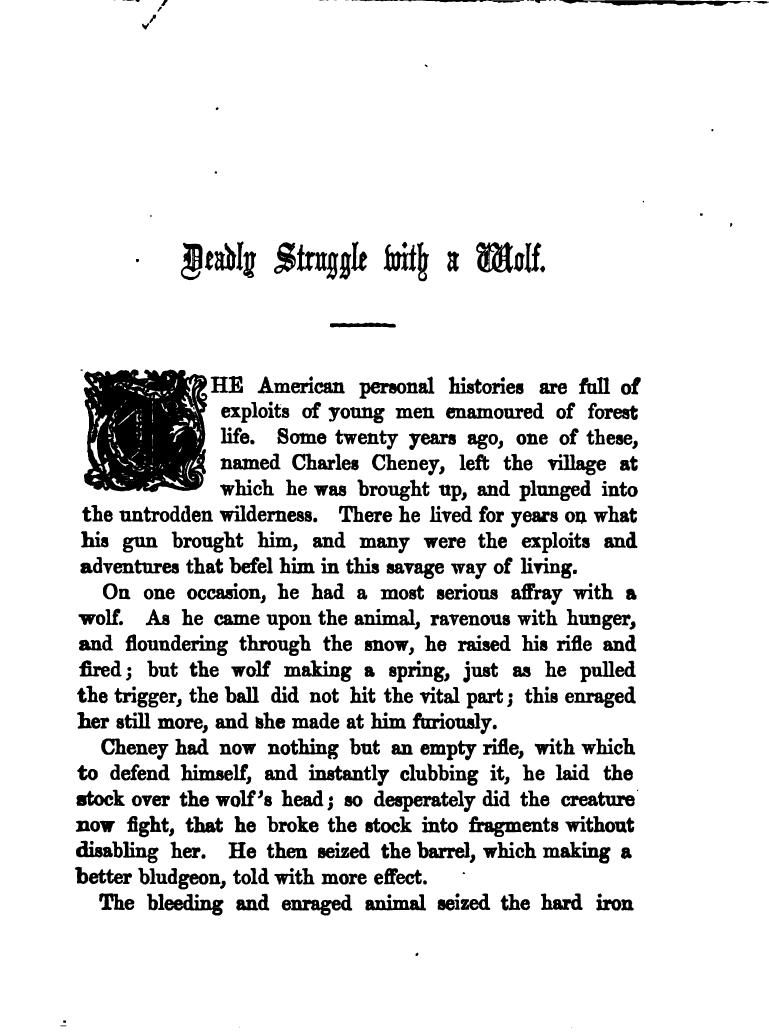 Deadly Struggle with a Wolf.
THE American personal histories are full of
exploits of young men enamoured of forest
life. Some twenty years ago, one of these,
named Charles Cheney, left the village at
which he was brought up, and plunged into
the untrodden wilderness. There he lived for years on what
his gun brought him, and many were the exploits and
adventures that befel him in this savage way of living.
On one occasion, he had a most serious affray with a
wolf. As he came upon the animal, ravenous with hunger,
and floundering through the snow, he raised his rifle and
fired; but the wolf making a spring, just as he pulled
the trigger, the ball did not hit the vital part; this enraged
her still more, and she made at him furiously.
Cheney had now nothing but an empty rifle, with which
to defend himself, and instantly clubbing it, he laid the
stock over the wolf's head; so desperately did the creature
now fight, that he broke the stock into fragments without
disabling her. He then seized the barrel, which making a
better bludgeon, told with more effect.
The bleeding and enraged animal seized the hard iron